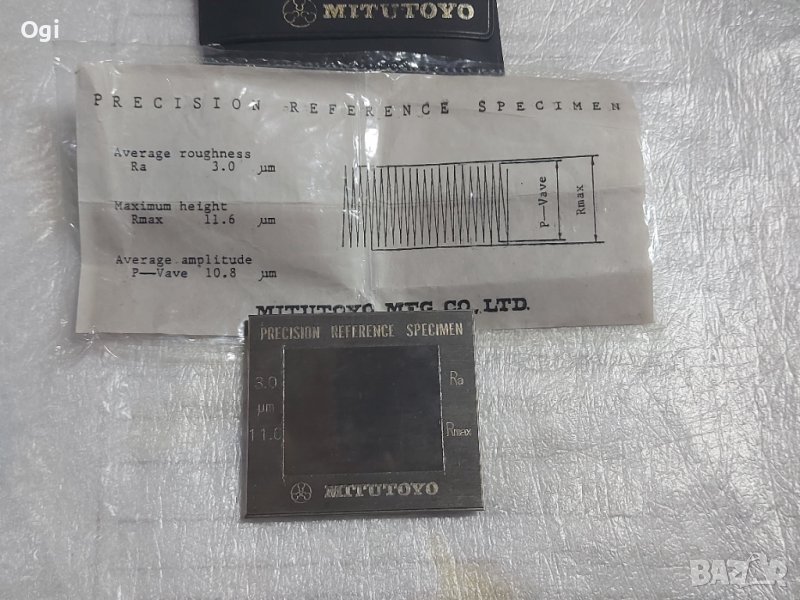 Ogi
MITUTOYO
PRECISION REFERENCE SPECIMEN
Average roughness
Ra 3.0 µm
Maximum height
Rmax 11.6 µm
Average amplitude
P—Vave 10.8 µm
P—Vave
Rmax
MITUTOYO MFG. CO., LTD.
PRECISION REFERENCE SPECIMEN
3.0 Ra
µm
11.0 Rmax
MITUTOYO
BAZAR